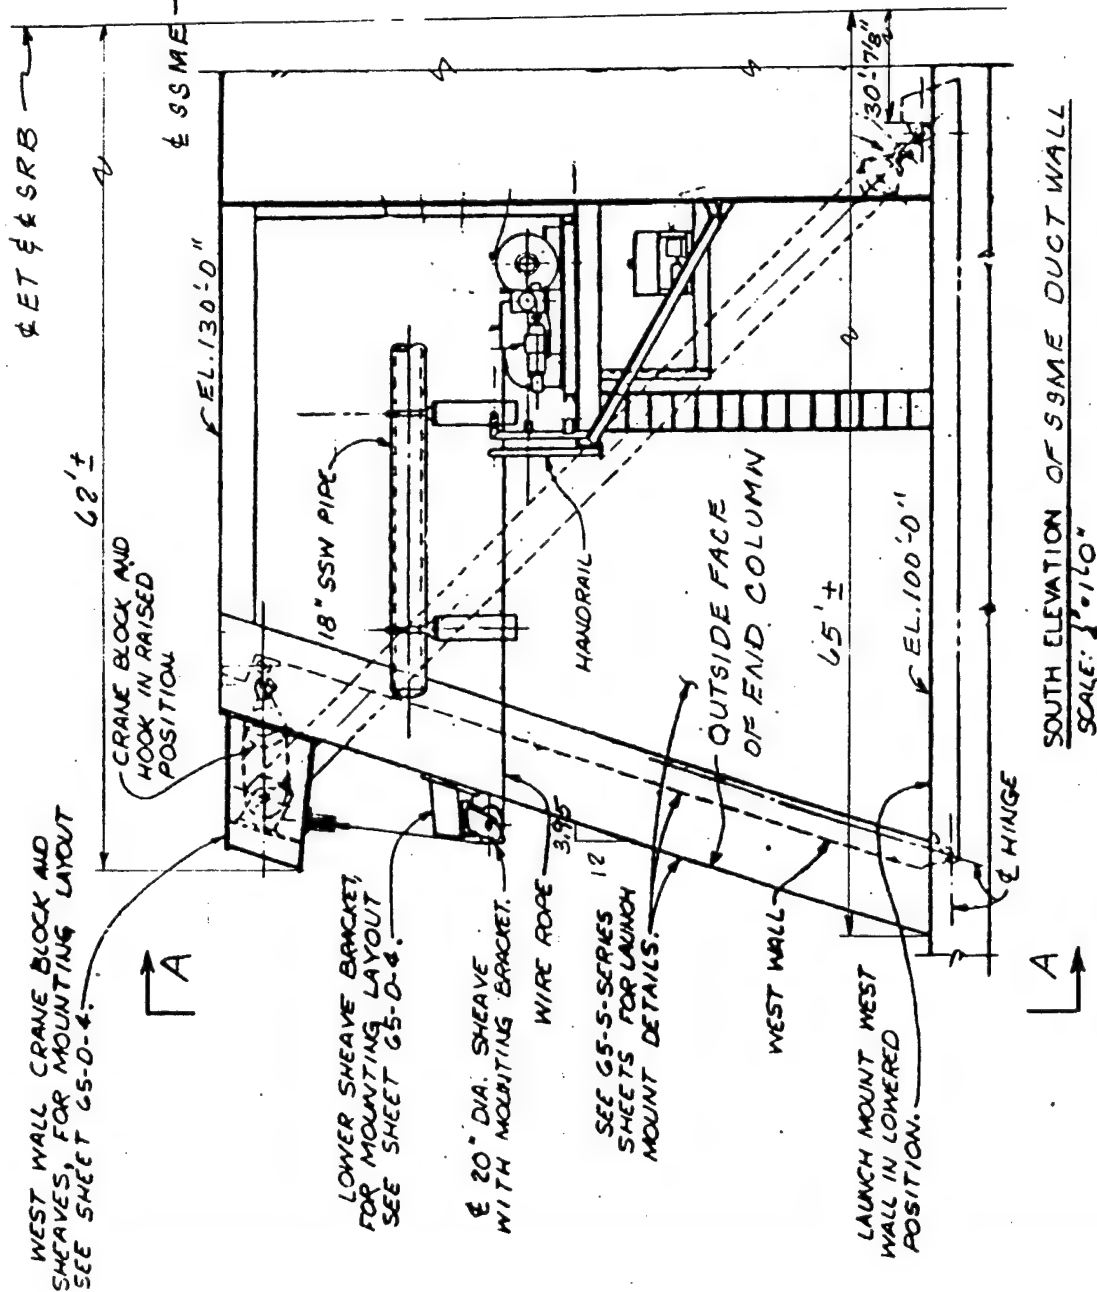 WEST WALL CRANE BLOCK AND
SHEAVES, FOR MOUNTING LAYOUT
SEE SHEET 65-D-4.
CRANE BLOCK AND
HOOK IN RAISED
POSITION
62'±
℄ ET & ℄ SRB
℄ SSME
EL. 130'-0"
18" SSW PIPE
LOWER SHEAVE BRACKET,
FOR MOUNTING LAYOUT
SEE SHEET 65-D-4.
℄ 20" DIA. SHEAVE
WITH MOUNTING BRACKET.
WIRE ROPE
3.95
12
HANDRAIL
SEE 65-S-SERIES
SHEETS FOR LAUNCH
MOUNT DETAILS.
OUTSIDE FACE
OF END COLUMN
WEST WALL
65'±
30'-7/8"
EL. 100'-0"
LAUNCH MOUNT WEST
WALL IN LOWERED
POSITION.
℄ HINGE
A
A
SOUTH ELEVATION OF SSME DUCT WALL
SCALE: